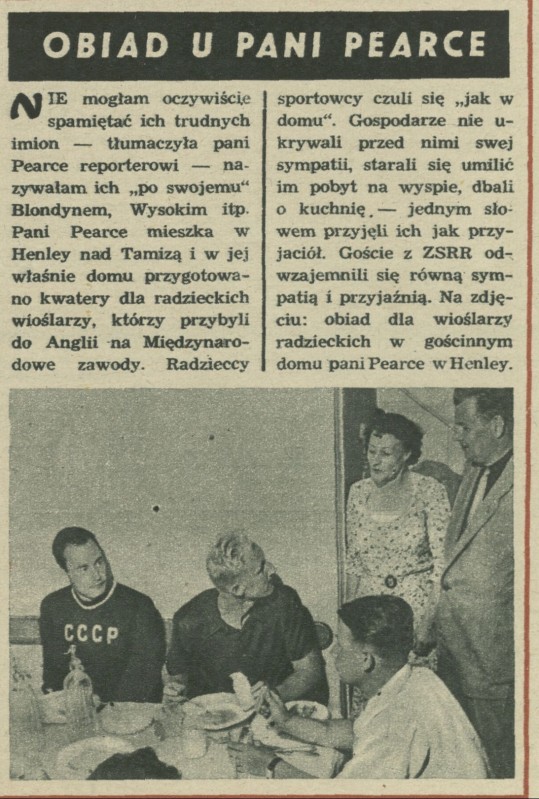 OBIAD U PANI PEARCE
NIE mogłam oczywiście
spamiętać ich trudnych
imion — tłumaczyła pani
Pearce reporterowi — na-
zywałam ich „po swojemu“
Blondynem, Wysokim itp.
Pani Pearce mieszka w
Henley nad Tamizą i w jej
właśnie domu przygotowa-
no kwatery dla radzieckich
wioślarzy, którzy przybyli
do Anglii na Międzynaro-
dowe zawody. Radzieccy
sportowcy czuli się „jak w
domu“. Gospodarze nie u-
krywali przed nimi swej
sympatii, starali się umilić
im pobyt na wyspie, dbali
o kuchnię — jednym sło-
wem przyjęli ich jak przy-
jaciół. Goście z ZSRR od-
wzajemnili się równą sym-
patią i przyjaźnią. Na zdję-
ciu: obiad dla wioślarzy
radzieckich w gościnnym
domu pani Pearce w Henley.
CCCP